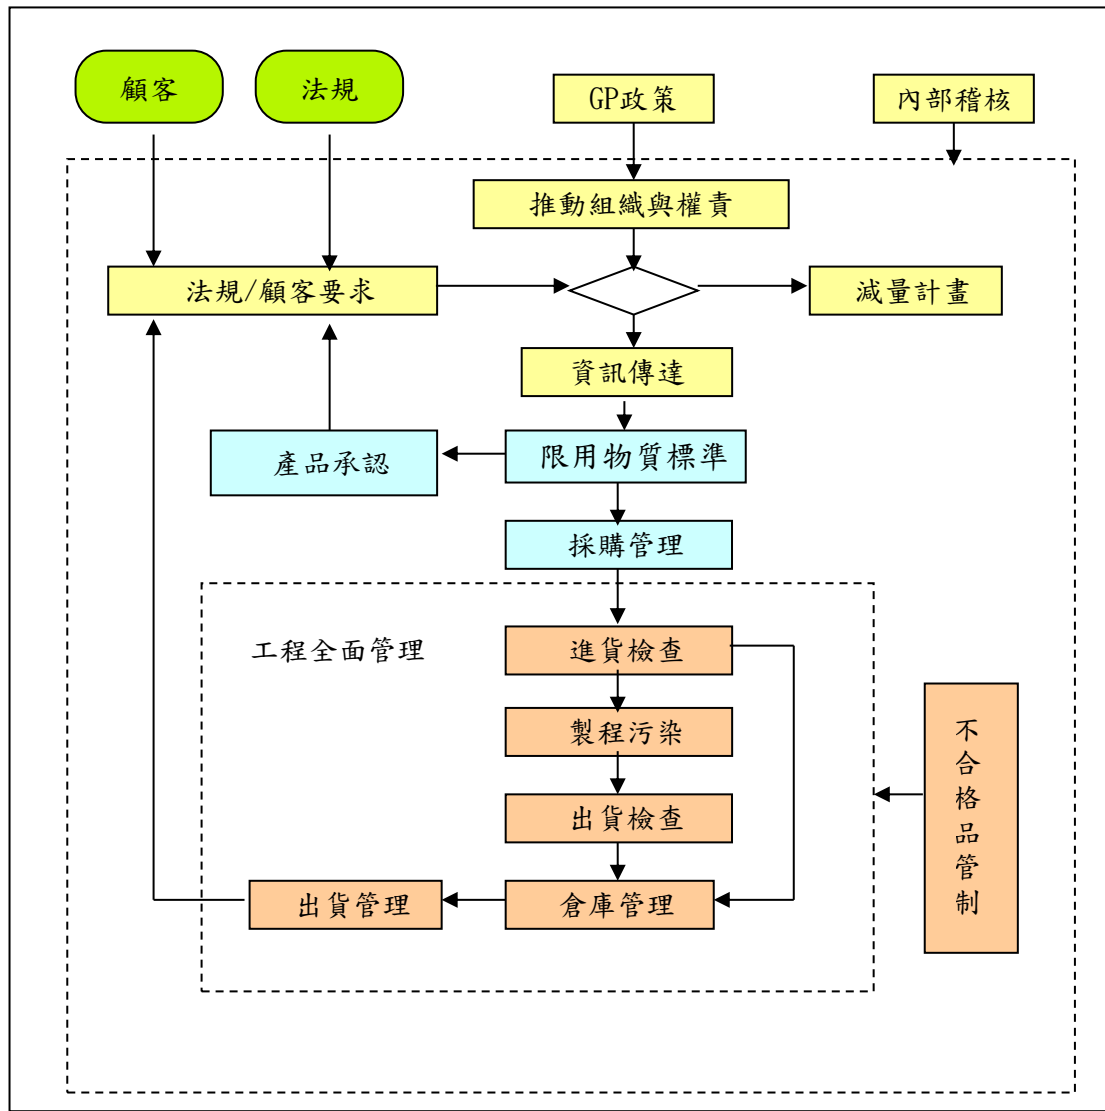 顧客
法規
GP政策
內部稽核
推動組織與權責
法規/顧客要求
減量計畫
資訊傳達
產品承認
限用物質標準
採購管理
工程全面管理
進貨檢查
製程污染
出貨檢查
出貨管理
倉庫管理
不
合
格
品
管
制